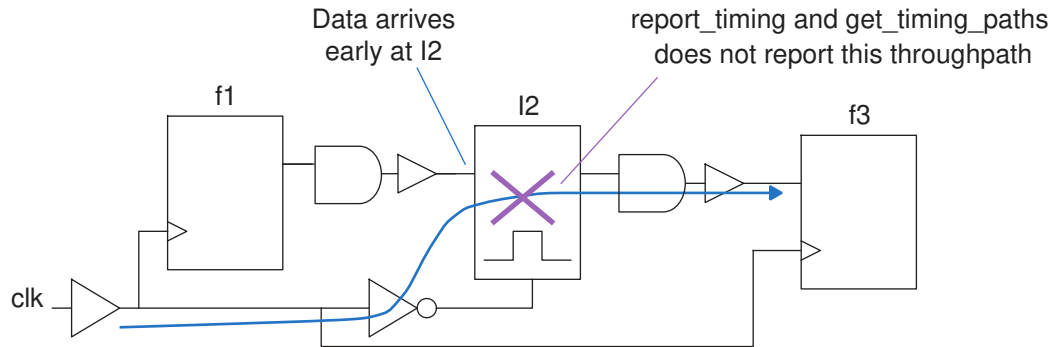 Data arrives
early at I2
report_timing and get_timing_paths
does not report this throughpath
f1
I2
f3
clk